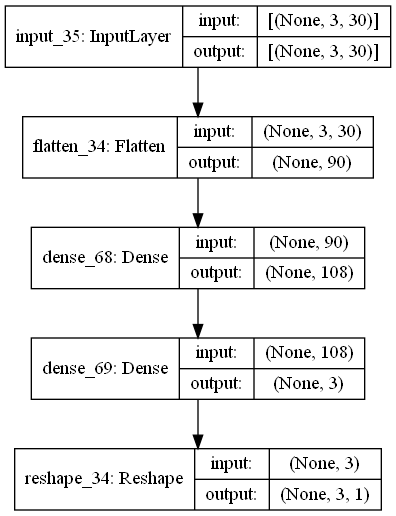 input_35: InputLayer
input:
[(None, 3, 30)]
output:
[(None, 3, 30)]
flatten_34: Flatten
input:
(None, 3, 30)
output:
(None, 90)
dense_68: Dense
input:
(None, 90)
output:
(None, 108)
dense_69: Dense
input:
(None, 108)
output:
(None, 3)
reshape_34: Reshape
input:
(None, 3)
output:
(None, 3, 1)